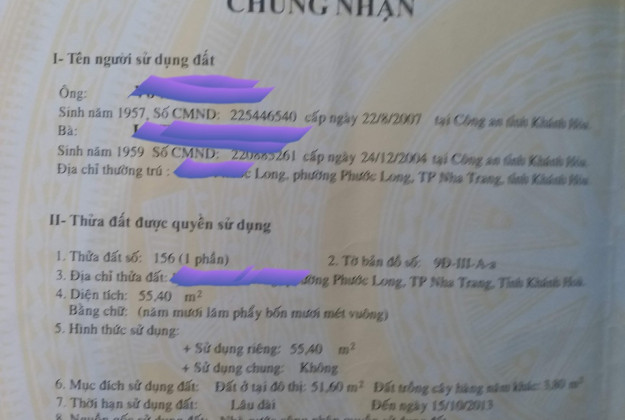 CHỨNG NHẬN
I- Tên người sử dụng đất
Ông:
Sinh năm 1957, Số CMND: 225446540 cấp ngày 22/8/2007 tại Công an tỉnh Khánh Hòa
Bà:
Sinh năm 1959 Số CMND: cấp ngày 24/12/2004 tại Công an tỉnh Khánh Hòa
Địa chỉ thường trú : Long, phường Phước Long, TP Nha Trang, tỉnh Khánh Hòa
II- Thửa đất được quyền sử dụng
1. Thửa đất số: 156 (1 phần) 2. Tờ bản đồ số: 9Đ-III-A-a
3. Địa chỉ thửa đất: Phước Long, TP Nha Trang, Tỉnh Khánh Hòa
4. Diện tích: 55,40 m²
Bằng chữ: (năm mươi lăm phẩy bốn mươi mét vuông)
5. Hình thức sử dụng:
+ Sử dụng riêng: 55,40 m²
+ Sử dụng chung: Không
6. Mục đích sử dụng đất: Đất ở tại đô thị: 51,60 m² Đất trồng cây hàng năm khác: 3,80 m²
7. Thời hạn sử dụng đất: Lâu dài Đến ngày 15/10/2013